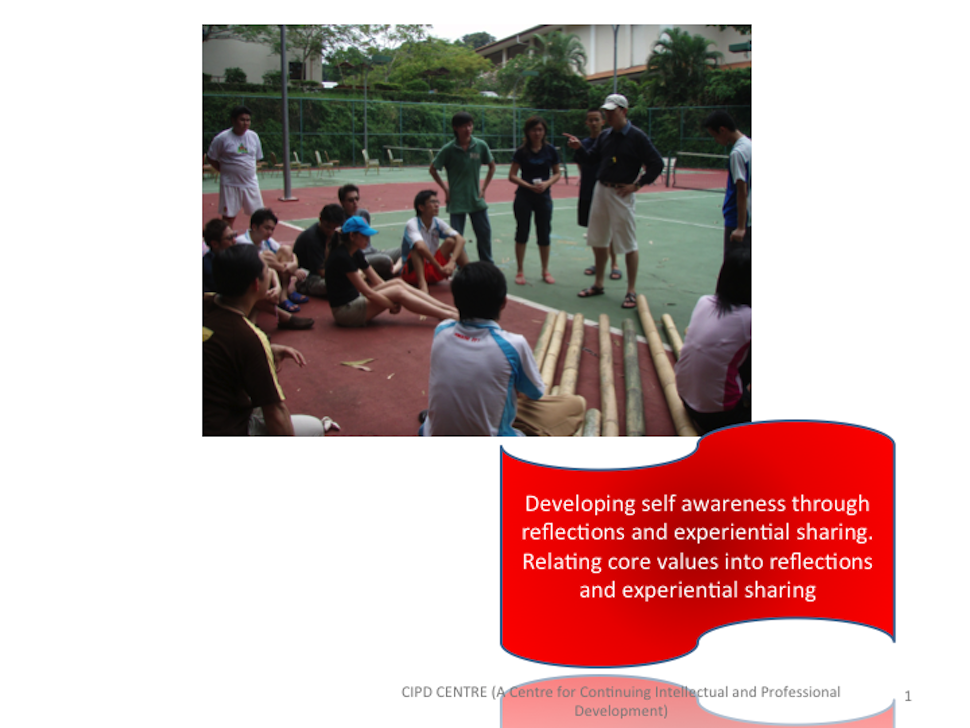 Developing self awareness through
reflections and experiential sharing.
Relating core values into reflections
and experiential sharing
CIPD CENTRE (A Centre for Continuing Intellectual and Professional
Development)
1